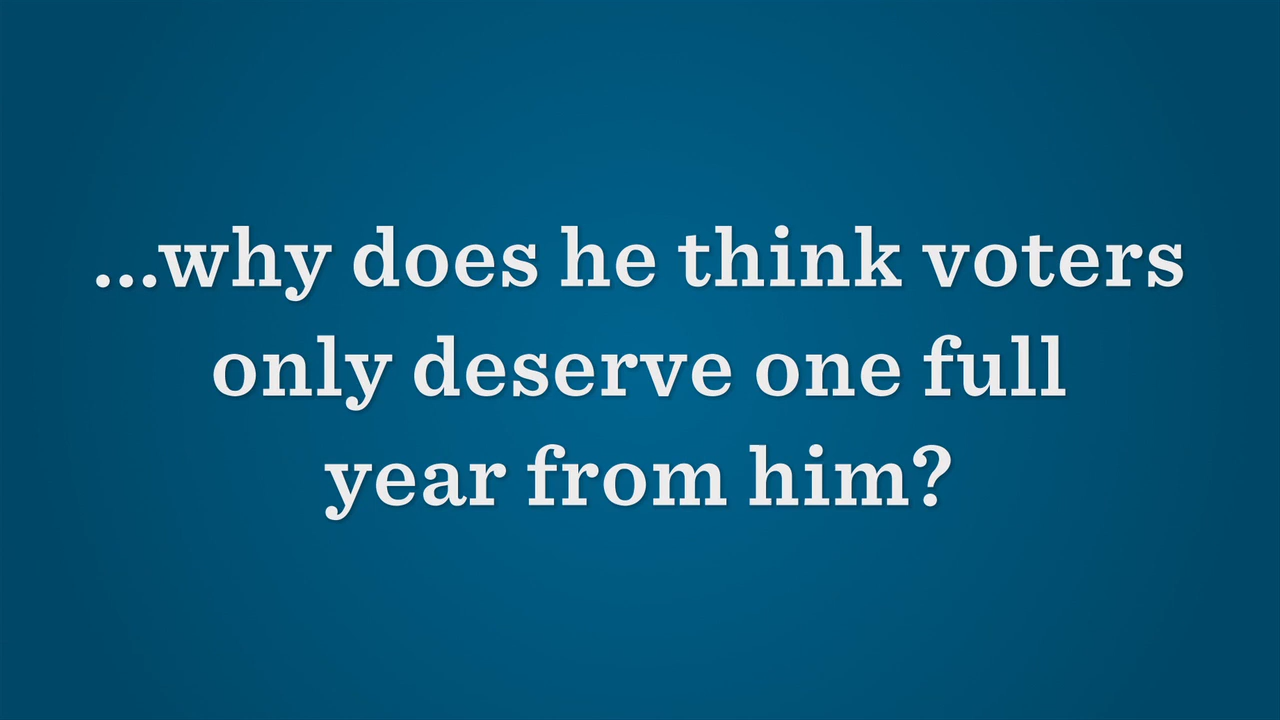 ...why does he think voters
only deserve one full
year from him?